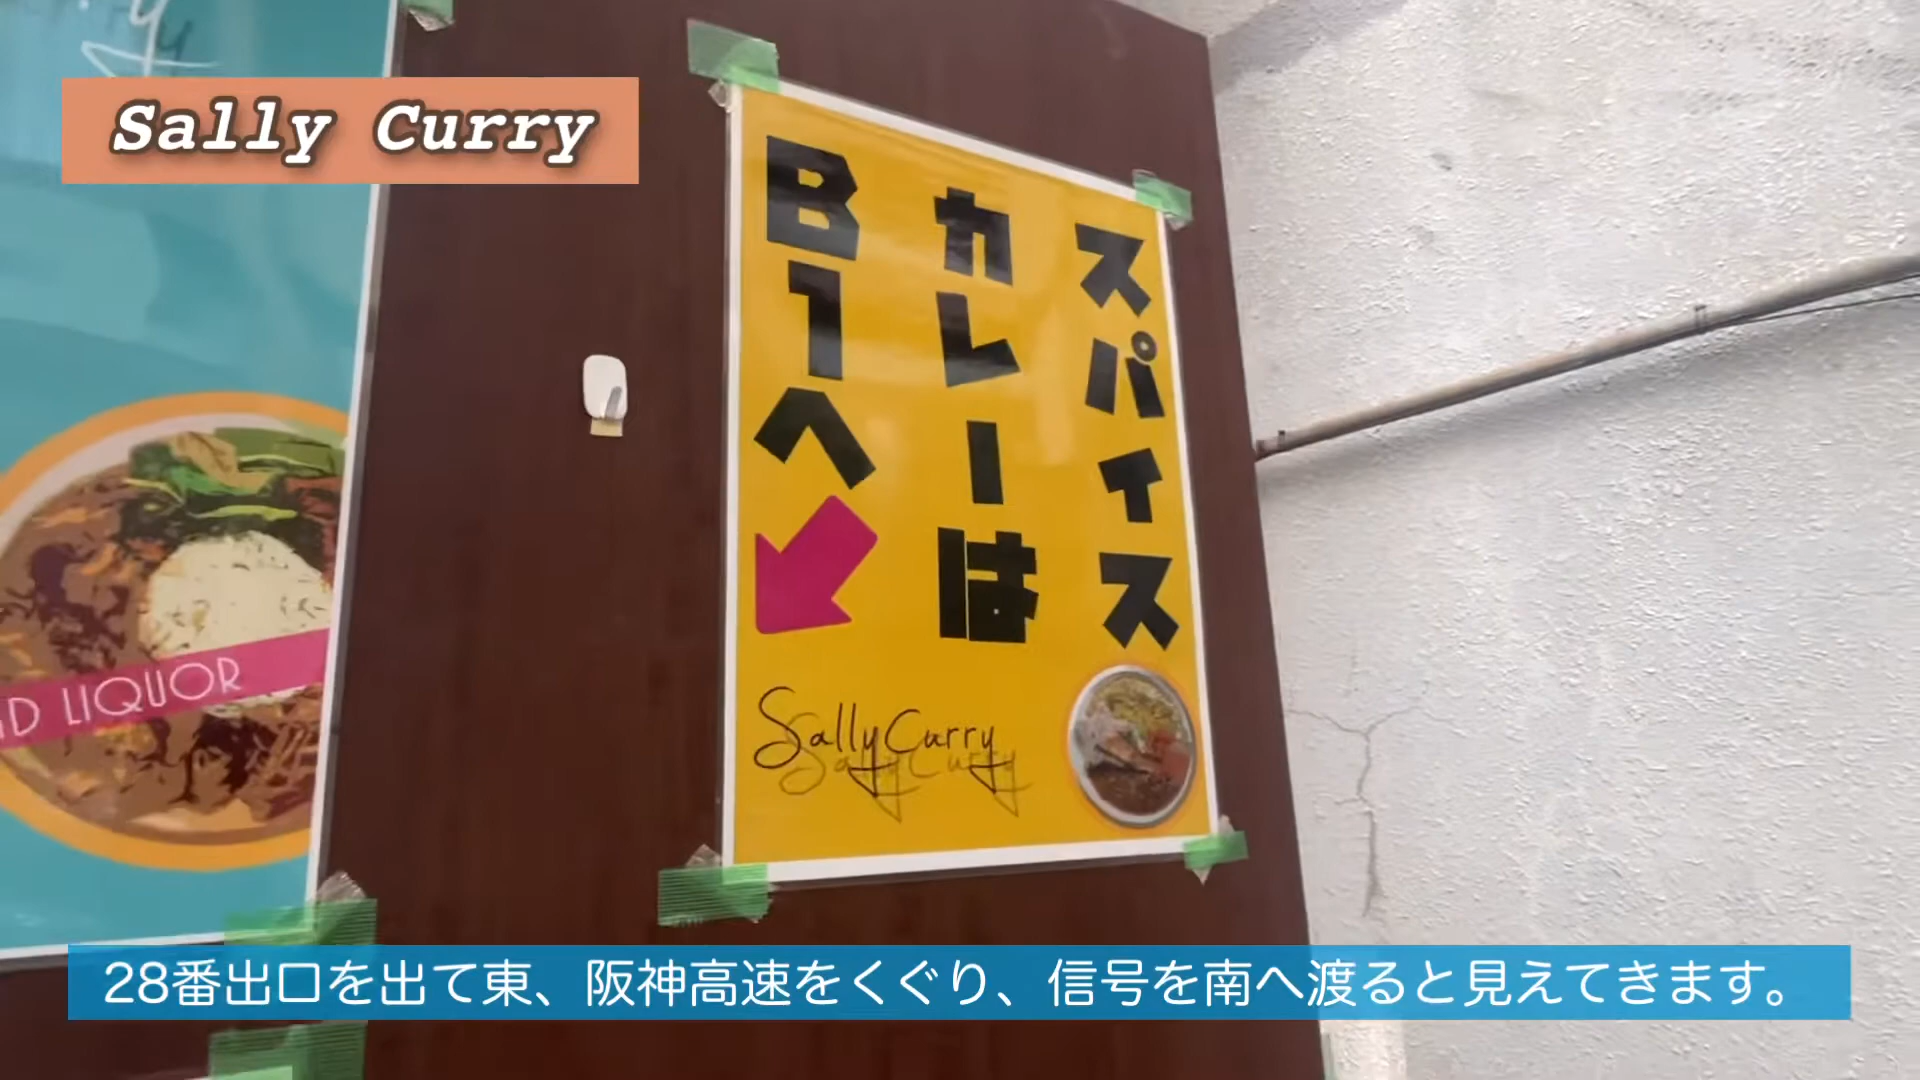 Sally Curry
スパイス
カレーは
B1へ
Sally Curry
LIQUOR
28番出口を出て東、阪神高速をくぐり、信号を南へ渡ると見えてきます。